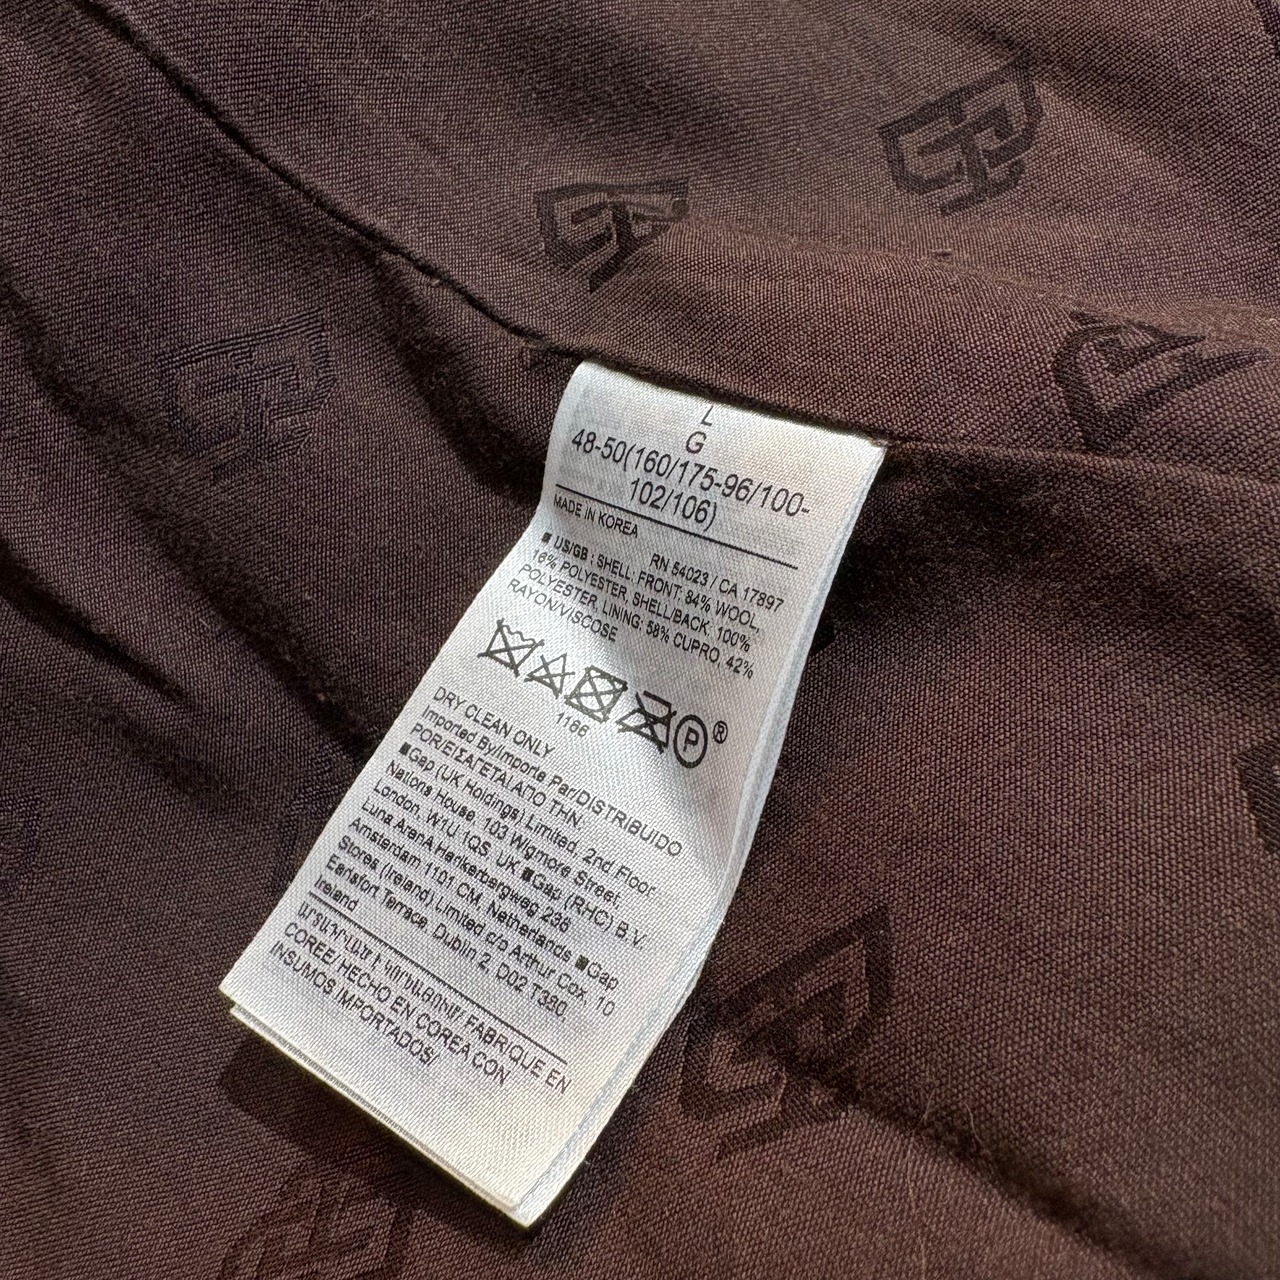 L
G
48-50(160/175-96/100-
102/106)
MADE IN KOREA
RN 54023 / CA 17897
■ US/GB : SHELL, FRONT: 84% WOOL,
16% POLYESTER, SHELL/BACK: 100%
POLYESTER, LINING: 58% CUPRO, 42%
RAYON/VISCOSE
P ®
1166
DRY CLEAN ONLY
Imported By/Importe Par/DISTRIBUIDO
POR/ΕΙΣΑΓΕΤΑΙ ΑΠΟ ΤΗΝ:
■Gap (UK Holdings) Limited, 2nd Floor
Nations House, 103 Wigmore Street,
London, W1U 1QS, UK ■Gap (RHC) B.V.
Luna ArenA Herikerbergweg 238
Amsterdam 1101 CM, Netherlands ■Gap
Stores (Ireland) Limited c/o Arthur Cox, 10
Earlsfort Terrace, Dublin 2, D02 T380,
Ireland
FABRIQUÉ EN
CORÉE/ HECHO EN COREA CON
INSUMOS IMPORTADOS/